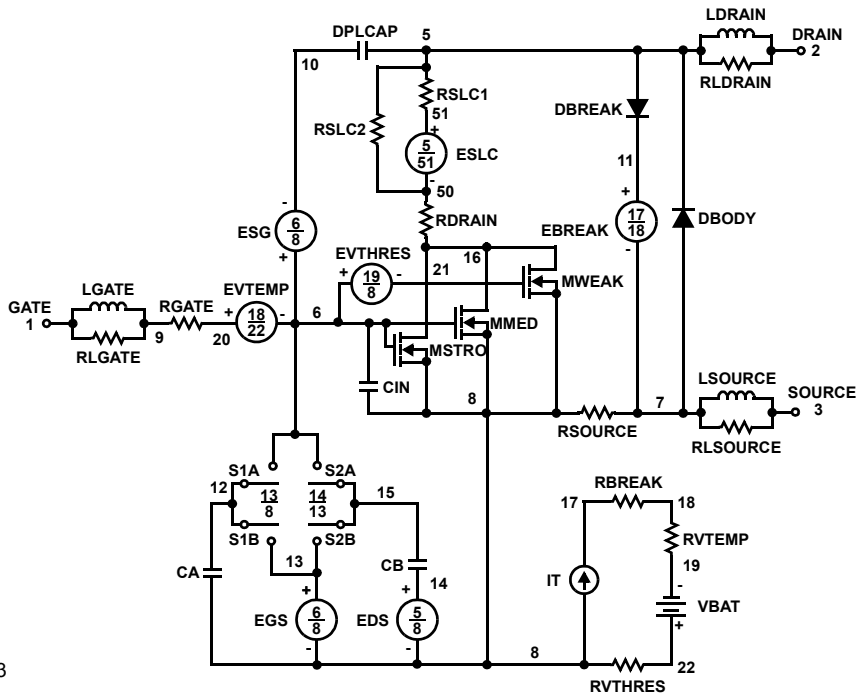 LDRAIN
DPLCAP 5 DRAIN
10 2
RSLC1 RLDRAIN
51 DBREAK
RSLC2 +
5
51 ESLC
11
- -
50 +
6
8 RDRAIN 17
18 DBODY
ESG EBREAK
+ EVTHRES 16 -
+ 19
8 - 21 MWEAK
LGATE EVTEMP
GATE RGATE + 18
22 - 6 MMED
1 9 20 MSTRO
RLGATE LSOURCE
CIN 8 7 SOURCE
3
RSOURCE RLSOURCE
S1A S2A RBREAK
12 13
8 14
13 15 17 18
S1B S2B RVTEMP
13 CB 19
CA 14 IT -
+ + VBAT
EGS 6
8 EDS 5
8 +
- - 8 22
RVTHRES
3